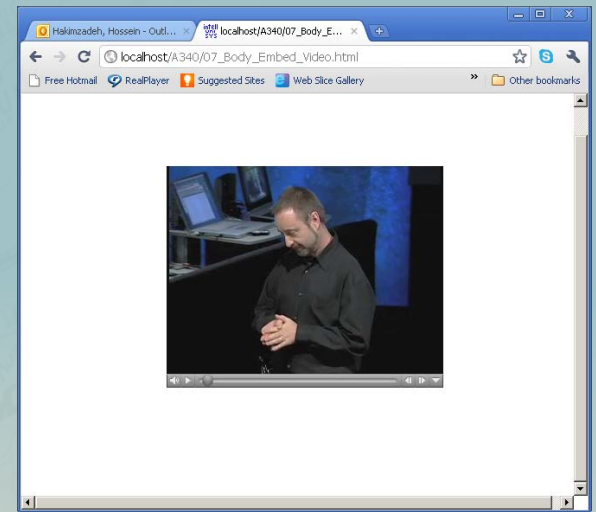 Hakimzadeh, Hossein - Outl...
localhost/A340/07_Body_E...
localhost/A340/07_Body_Embed_Video.html
Free Hotmail
RealPlayer
Suggested Sites
Web Slice Gallery
»
Other bookmarks